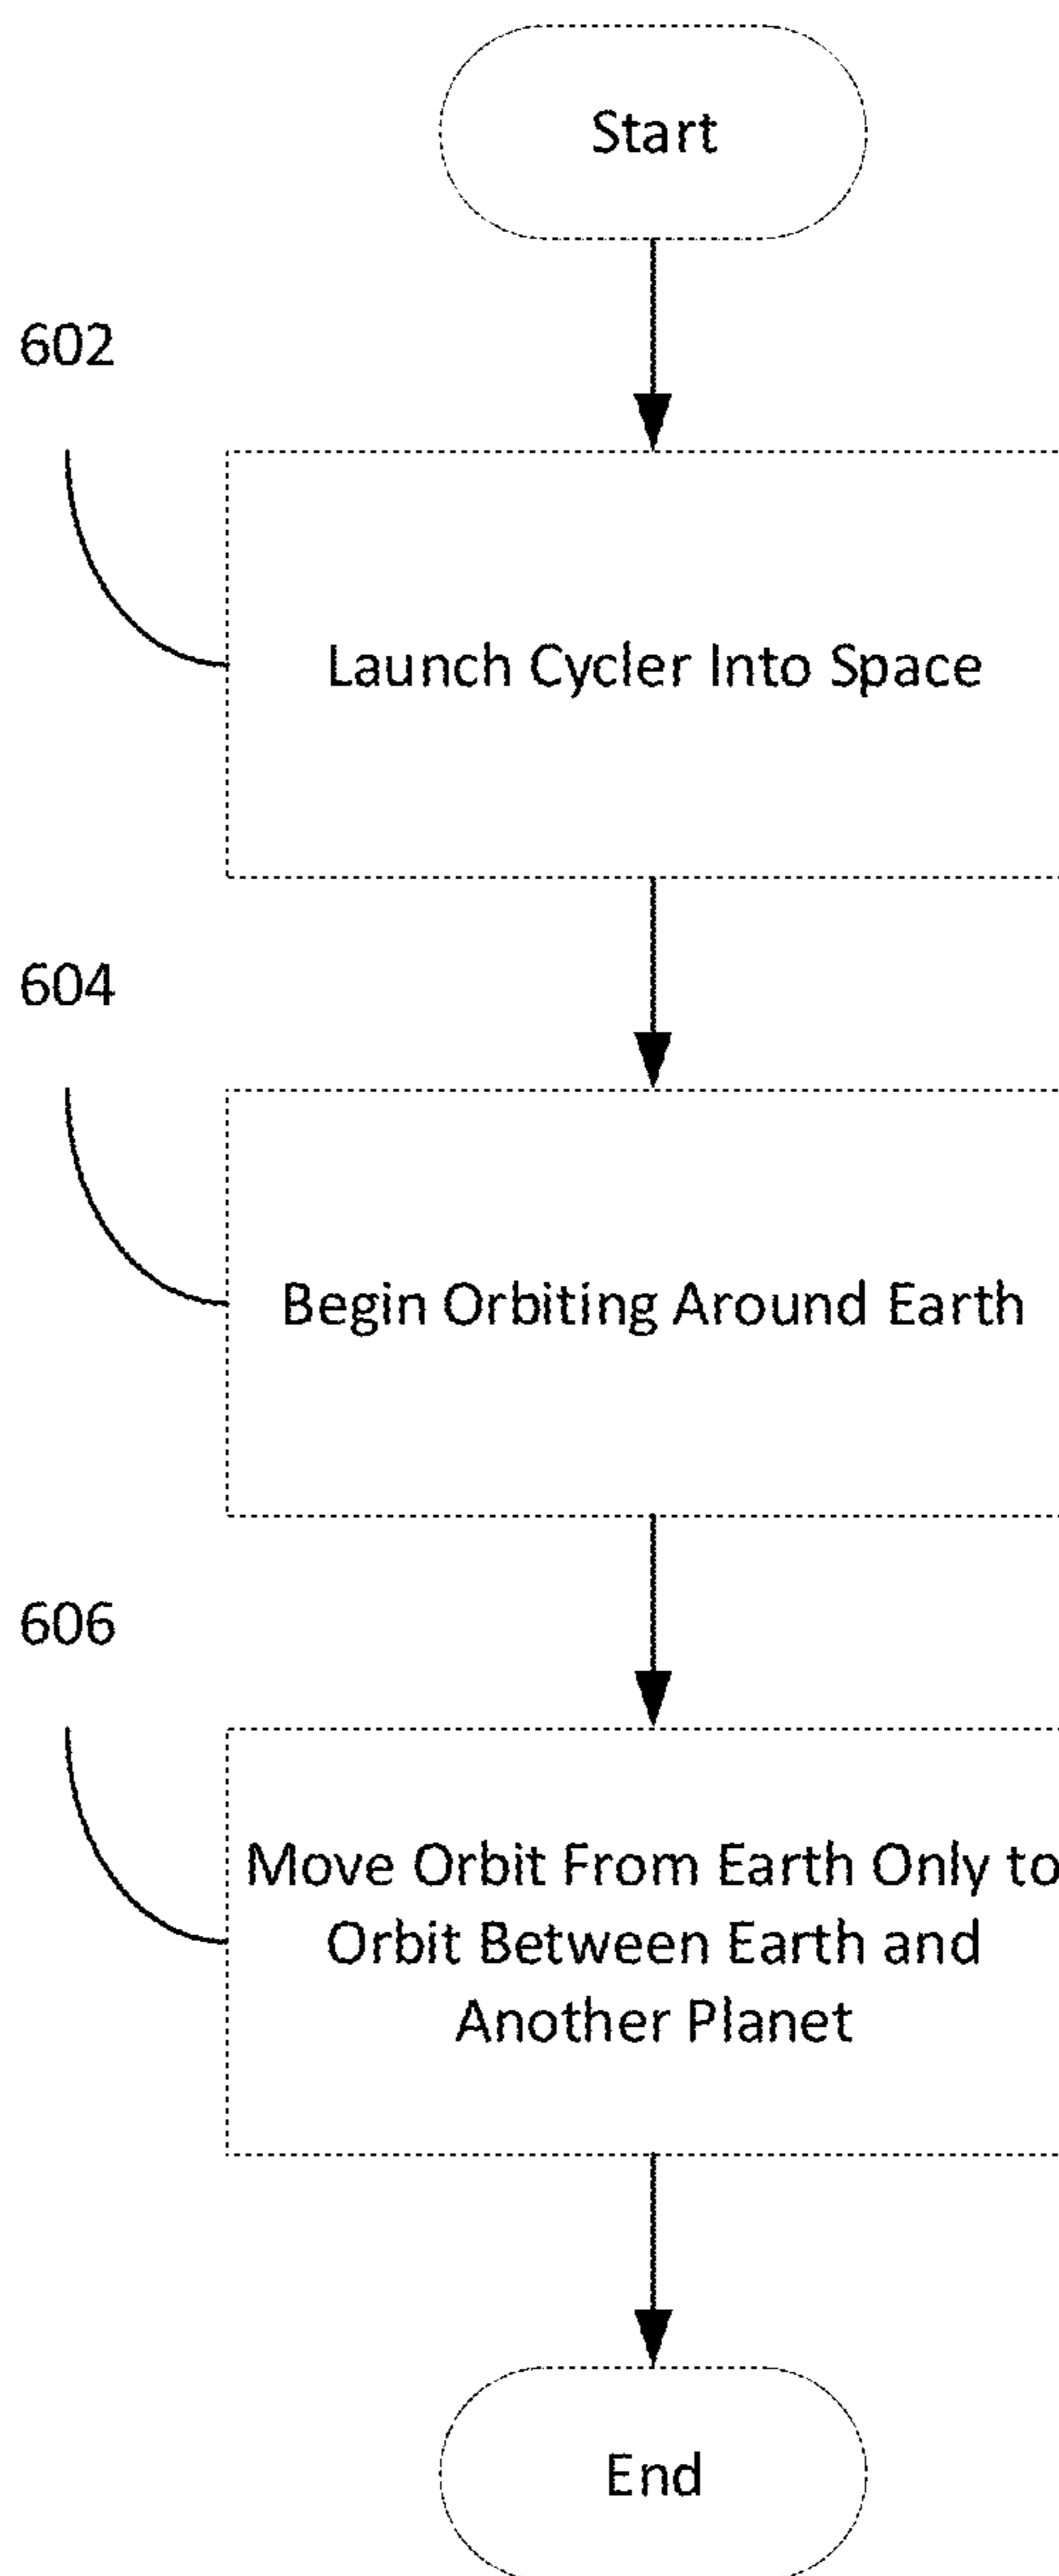 Start
602
Launch Cycler Into Space
604
Begin Orbiting Around Earth
606
Move Orbit From Earth Only to
Orbit Between Earth and
Another Planet
End